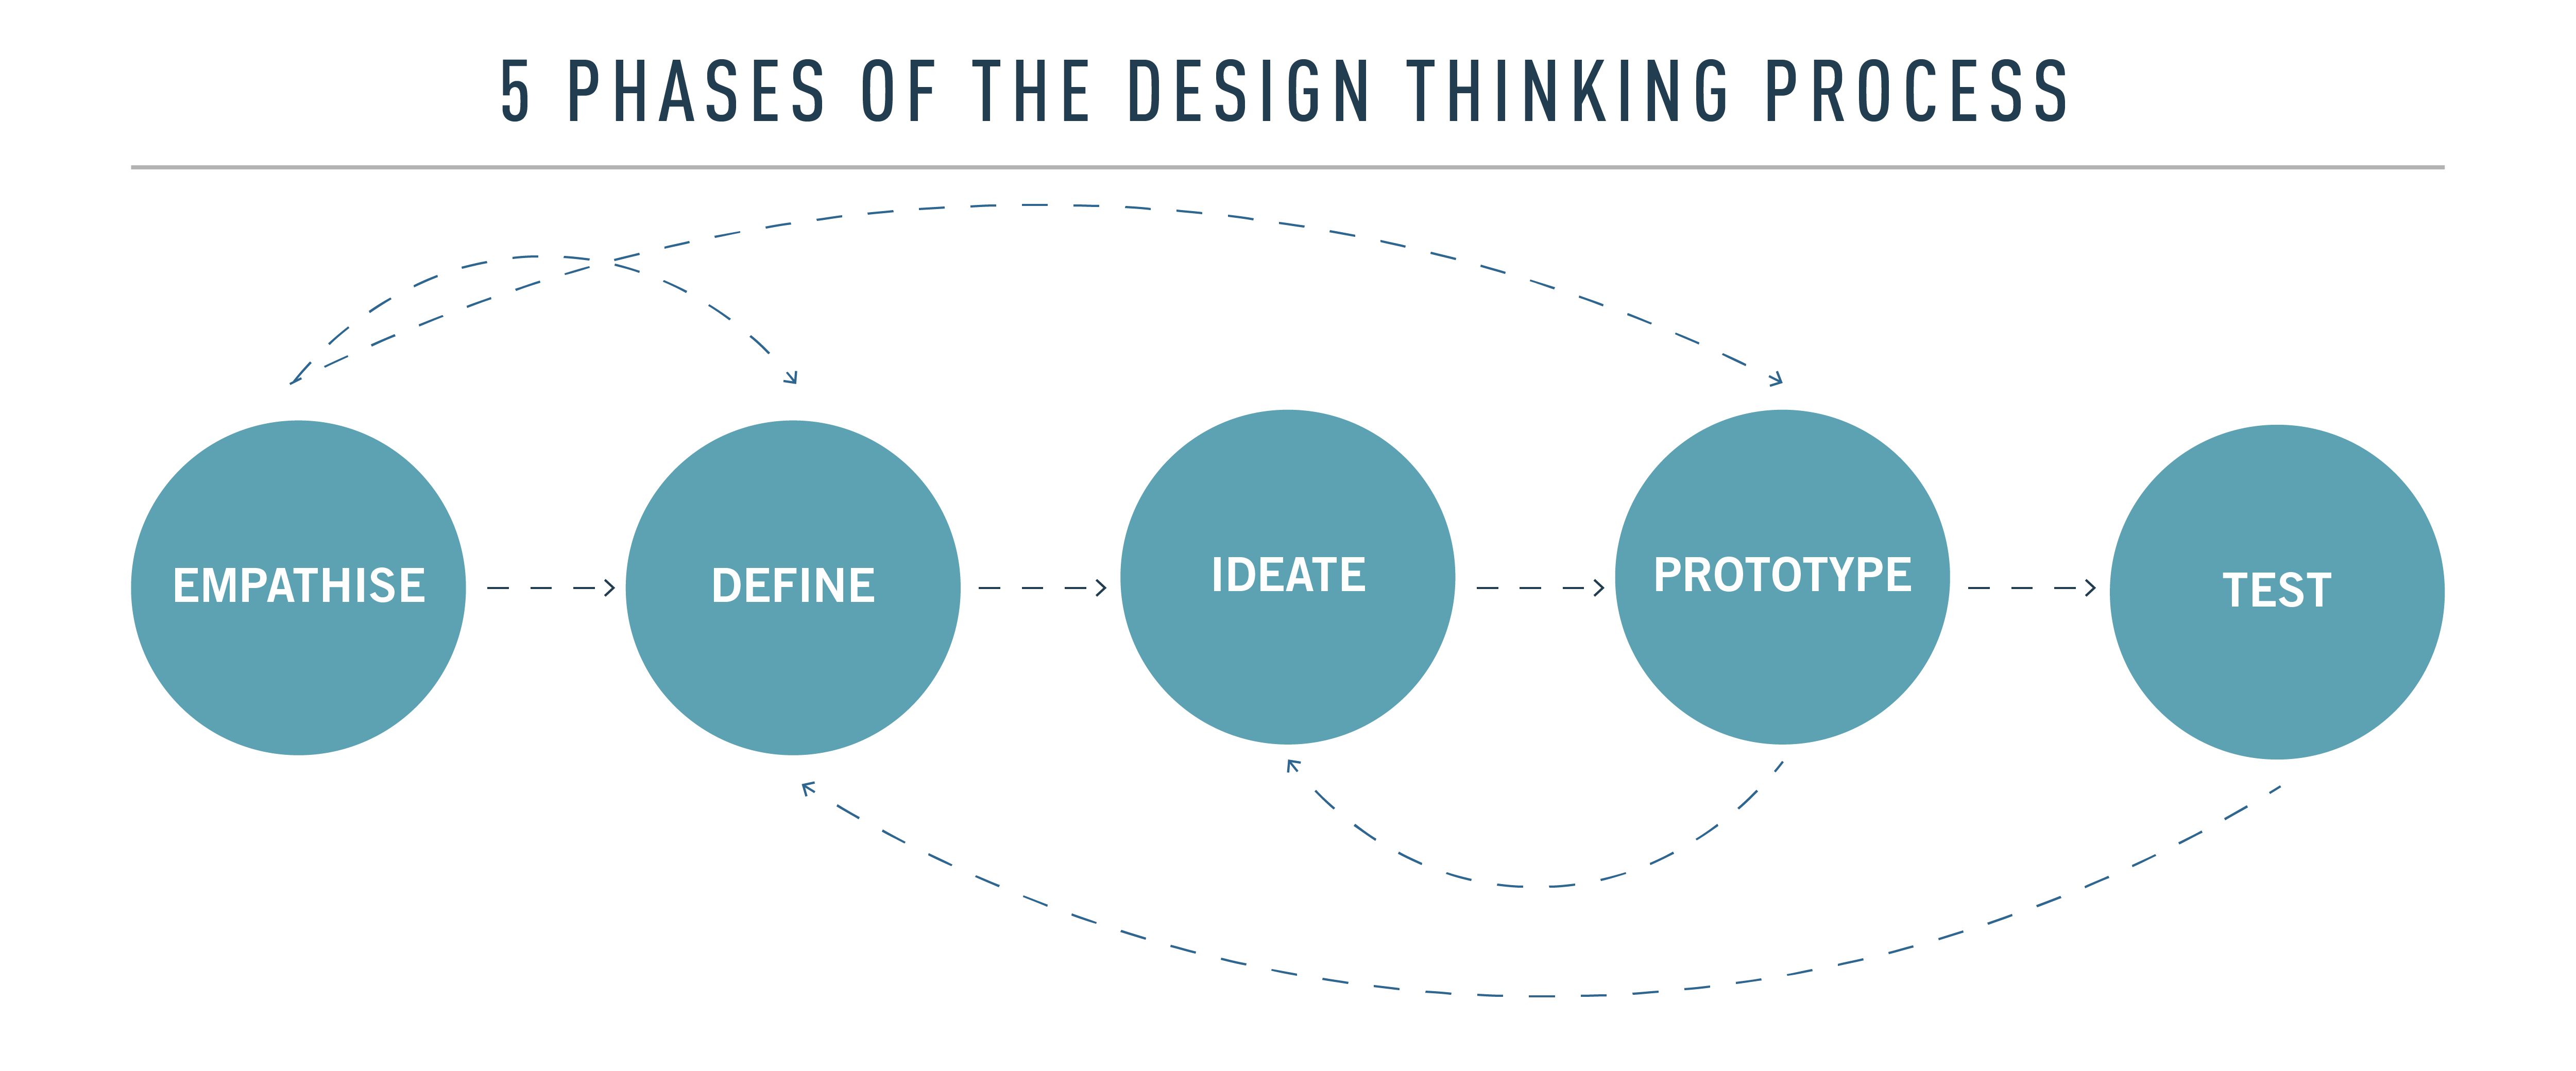 5 PHASES OF THE DESIGN THINKING PROCESS
EMPATHISE
DEFINE
IDEATE
PROTOTYPE
TEST